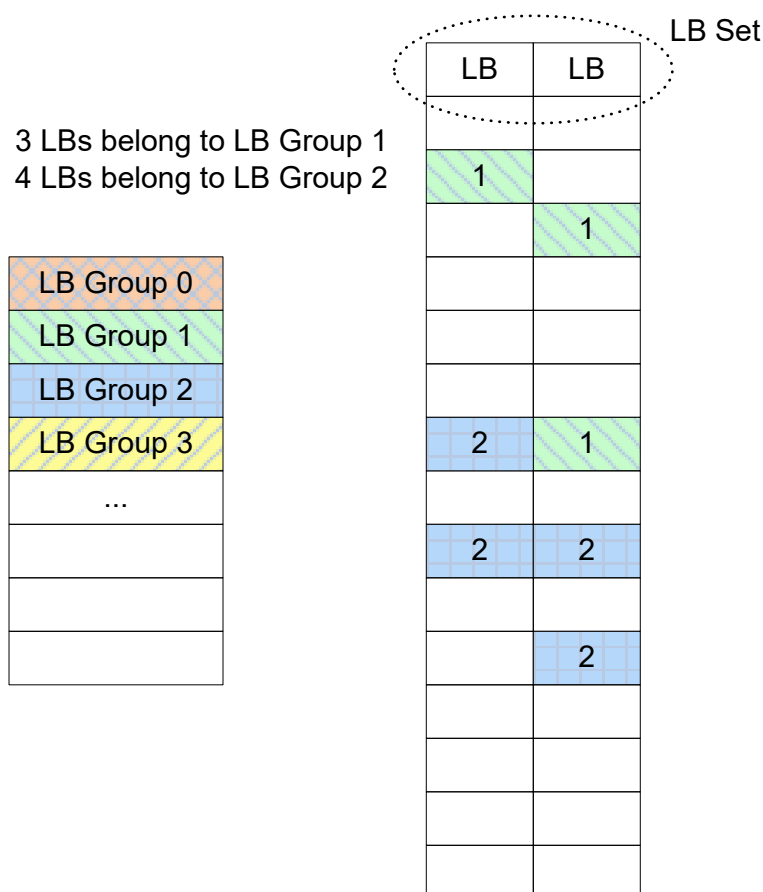 LB Set
LB LB
3 LBs belong to LB Group 1
4 LBs belong to LB Group 2
1
1
LB Group 0
LB Group 1
LB Group 2
LB Group 3
...
2 1
2 2
2